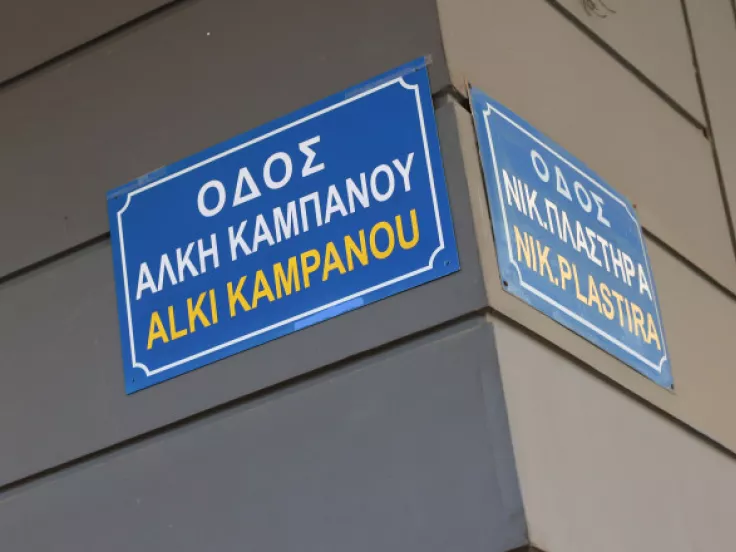 ΟΔΟΣ
ΑΛΚΗ ΚΑΜΠΑΝΟΥ
ALKI KAMPANOU
ΟΔΟΣ
ΝΙΚ.ΠΛΑΣΤΗΡΑ
NIK.PLASTIRA